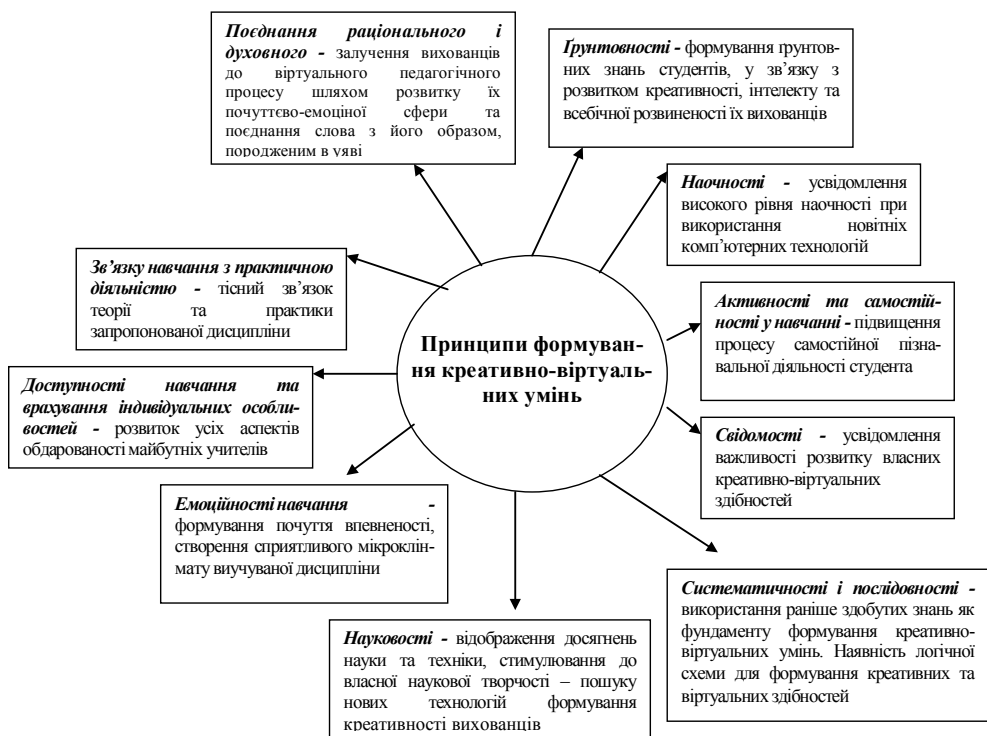 Поєднання раціонального і
духовного - залучення вихованців
до віртуального педагогічного
процесу шляхом розвитку їх
почуттєво-емоціної сфери та
поєднання слова з його образом,
породженим в уяві
Ґрунтовності - формування ґрунтов-
них знань студентів, у зв’язку з
розвитком креативності, інтелекту та
всебічної розвиненості їх вихованців
Наочності - усвідомлення
високого рівня наочності при
використання новітніх
комп’ютерних технологій
Зв’язку навчання з практичною
діяльністю - тісний зв’язок
теорії та практики
запропонованої дисципліни
Активності та самостій-
ності у навчанні - підвищення
процесу самостійної пізна-
вальної діяльності студента
Принципи формуван-
ня креативно-віртуаль-
них умінь
Доступності навчання та
врахування індивідуальних особли-
востей - розвиток усіх аспектів
обдарованості майбутніх учителів
Свідомості - усвідомлення
важливості розвитку власних
креативно-віртуальних
здібностей
Емоційності навчання -
формування почуття впевненості,
створення сприятливого мікроклін-
мату виучуваної дисципліни
Систематичності і послідовності -
використання раніше здобутих знань як
фундаменту формування креативно-
віртуальних умінь. Наявність логічної
схеми для формування креативних та
віртуальних здібностей
Науковості - відображення досягнень
науки та техніки, стимулювання до
власної наукової творчості – пошуку
нових технологій формування
креативності вихованців